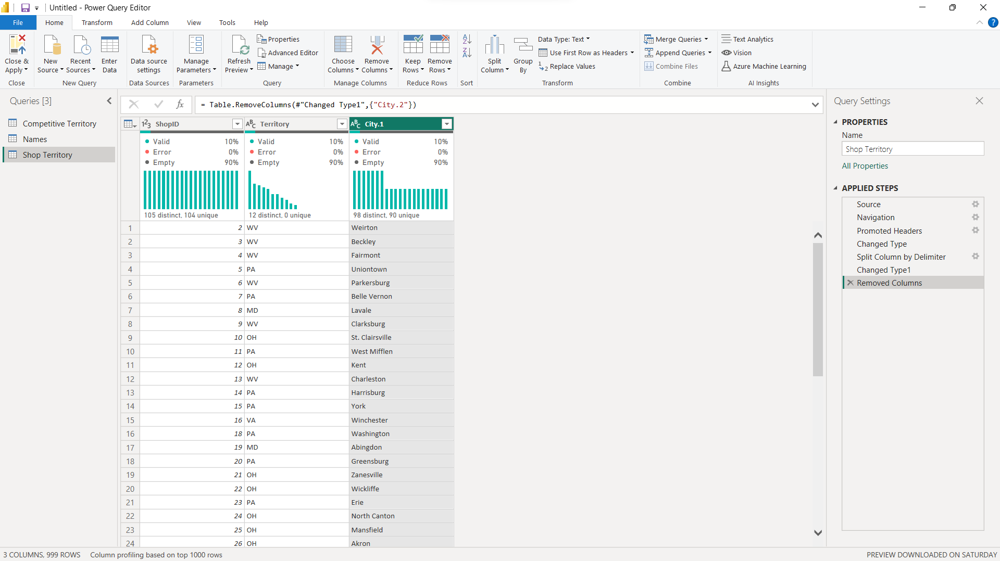 Untitled - Power Query Editor
File Home Transform Add Column View Tools Help
Close & Apply
Close
New Source
Recent Sources
Enter Data
New Query
Data source settings
Data Sources
Manage Parameters
Parameters
Refresh Preview
Properties
Advanced Editor
Manage
Query
Choose Columns
Remove Columns
Manage Columns
Keep Rows
Remove Rows
Reduce Rows
Sort
Split Column
Group By
Data Type: Text
Use First Row as Headers
Replace Values
Transform
Merge Queries
Append Queries
Combine Files
Combine
Text Analytics
Vision
Azure Machine Learning
AI Insights
Queries [3]
Competitive Territory
Names
Shop Territory
fx = Table.RemoveColumns(#"Changed Type1",{"City.2"})
123 ShopID ABC Territory ABC City.1
Valid 10% Valid 10% Valid 10%
Error 0% Error 0% Error 0%
Empty 90% Empty 90% Empty 90%
105 distinct, 104 unique 12 distinct, 0 unique 98 distinct, 90 unique
1 2 WV Weirton
2 3 WV Beckley
3 4 WV Fairmont
4 5 PA Uniontown
5 6 WV Parkersburg
6 7 PA Belle Vernon
7 8 MD Lavale
8 9 WV Clarksburg
9 10 OH St. Clairsville
10 11 PA West Mifflen
11 12 OH Kent
12 13 WV Charleston
13 14 PA Harrisburg
14 15 PA York
15 16 VA Winchester
16 18 PA Washington
17 19 MD Abingdon
18 20 PA Greensburg
19 21 OH Zanesville
20 22 OH Wickliffe
21 23 PA Erie
22 24 OH North Canton
23 25 OH Mansfield
24 26 OH Akron
Query Settings
PROPERTIES
Name
Shop Territory
All Properties
APPLIED STEPS
Source
Navigation
Promoted Headers
Changed Type
Split Column by Delimiter
Changed Type1
Removed Columns
3 COLUMNS, 999 ROWS Column profiling based on top 1000 rows PREVIEW DOWNLOADED ON SATURDAY